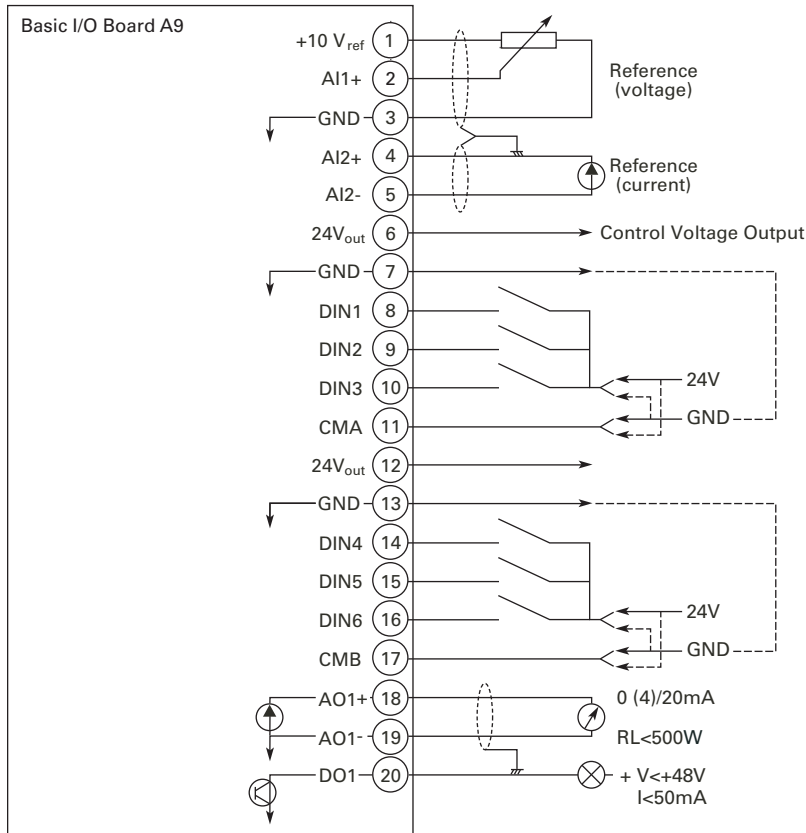 Basic I/O Board A9
+10 Vref 1
AI1+ 2
Reference
(voltage)
GND 3
AI2+ 4
Reference
(current)
AI2- 5
24Vout 6 Control Voltage Output
GND 7
DIN1 8
DIN2 9
DIN3 10
24V
CMA 11
GND
24Vout 12
GND 13
DIN4 14
DIN5 15
DIN6 16
24V
CMB 17
GND
AO1+ 18 0 (4)/20mA
AO1- 19 RL<500W
DO1 20 + V<+48V
I<50mA